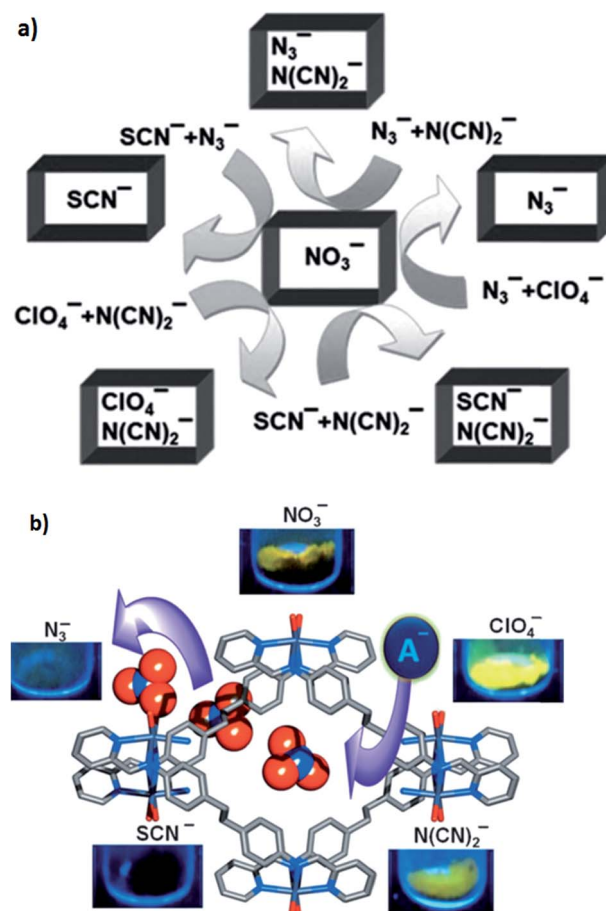 a)
N₃⁻
N(CN)₂⁻
SCN⁻+N₃⁻
N₃⁻+N(CN)₂⁻
SCN⁻
NO₃⁻
N₃⁻
ClO₄⁻+N(CN)₂⁻
N₃⁻+ClO₄⁻
ClO₄⁻
N(CN)₂⁻
SCN⁻+N(CN)₂⁻
SCN⁻
N(CN)₂⁻
b)
NO₃⁻
N₃⁻
ClO₄⁻
A⁻
SCN⁻
N(CN)₂⁻